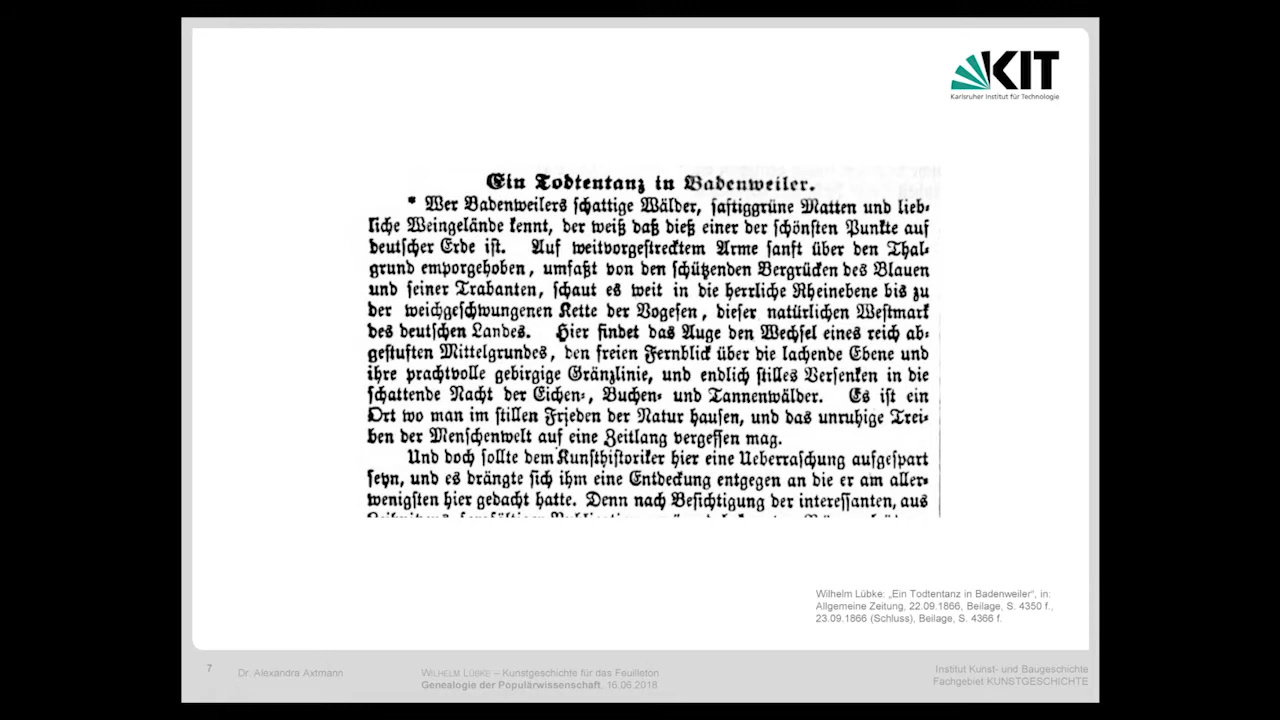 KIT
Karlsruher Institut für Technologie
Ein Todtentanz in Badenweiler.
* Wer Badenweilers schattige Wälder, saftiggrüne Matten und lieb-
liche Weingelände kennt, der weiß daß dieß einer der schönsten Punkte auf
deutscher Erde ist. Auf weitvorgestrecktem Arme sanft über den Thal-
grund emporgehoben, umfaßt von den schützenden Bergrücken des Blauen
und seiner Trabanten, schaut es weit in die herrliche Rheinebene bis zu
der weichgeschwungenen Kette der Vogesen, dieser natürlichen Westmark
des deutschen Landes. Hier findet das Auge den Wechsel eines reich ab-
gestuften Mittelgrundes, den freien Fernblick über die lachende Ebene und
ihre prachtvolle gebirgige Gränzlinie, und endlich stilles Versenken in die
schattende Nacht der Eichen-, Buchen- und Tannenwälder. Es ist ein
Ort wo man im stillen Frieden der Natur hausen, und das unruhige Trei-
ben der Menschenwelt auf eine Zeitlang vergessen mag.
Und doch sollte dem Kunsthistoriker hier eine Ueberraschung aufgespart
seyn, und es drängte sich ihm eine Entdeckung entgegen an die er am aller-
wenigsten hier gedacht hatte. Denn nach Besichtigung der interessanten, aus
Wilhelm Lübke: „Ein Todtentanz in Badenweiler“, in:
Allgemeine Zeitung, 22.09.1866, Beilage, S. 4350 f.,
23.09.1866 (Schluss), Beilage, S. 4366 f.
7
Dr. Alexandra Axtmann
WILHELM LÜBKE – Kunstgeschichte für das Feuilleton
Genealogie der Populärwissenschaft, 16.06.2018
Institut Kunst- und Baugeschichte
Fachgebiet KUNSTGESCHICHTE